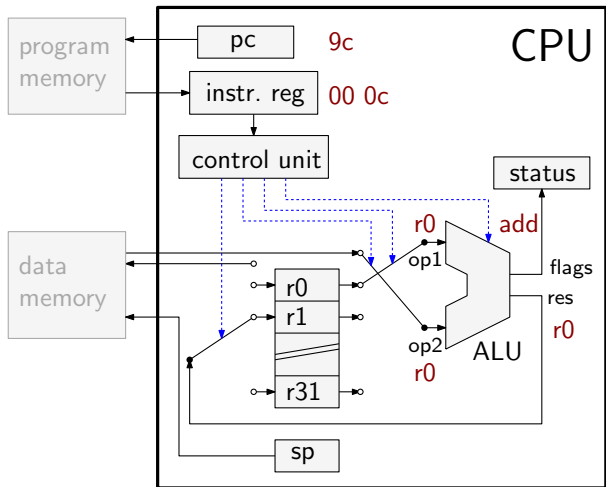 program
memory
pc
9c
CPU
instr. reg
00 0c
control unit
status
r0
add
op1
flags
data
memory
r0
r1
res
r0
op2
ALU
r0
r31
sp